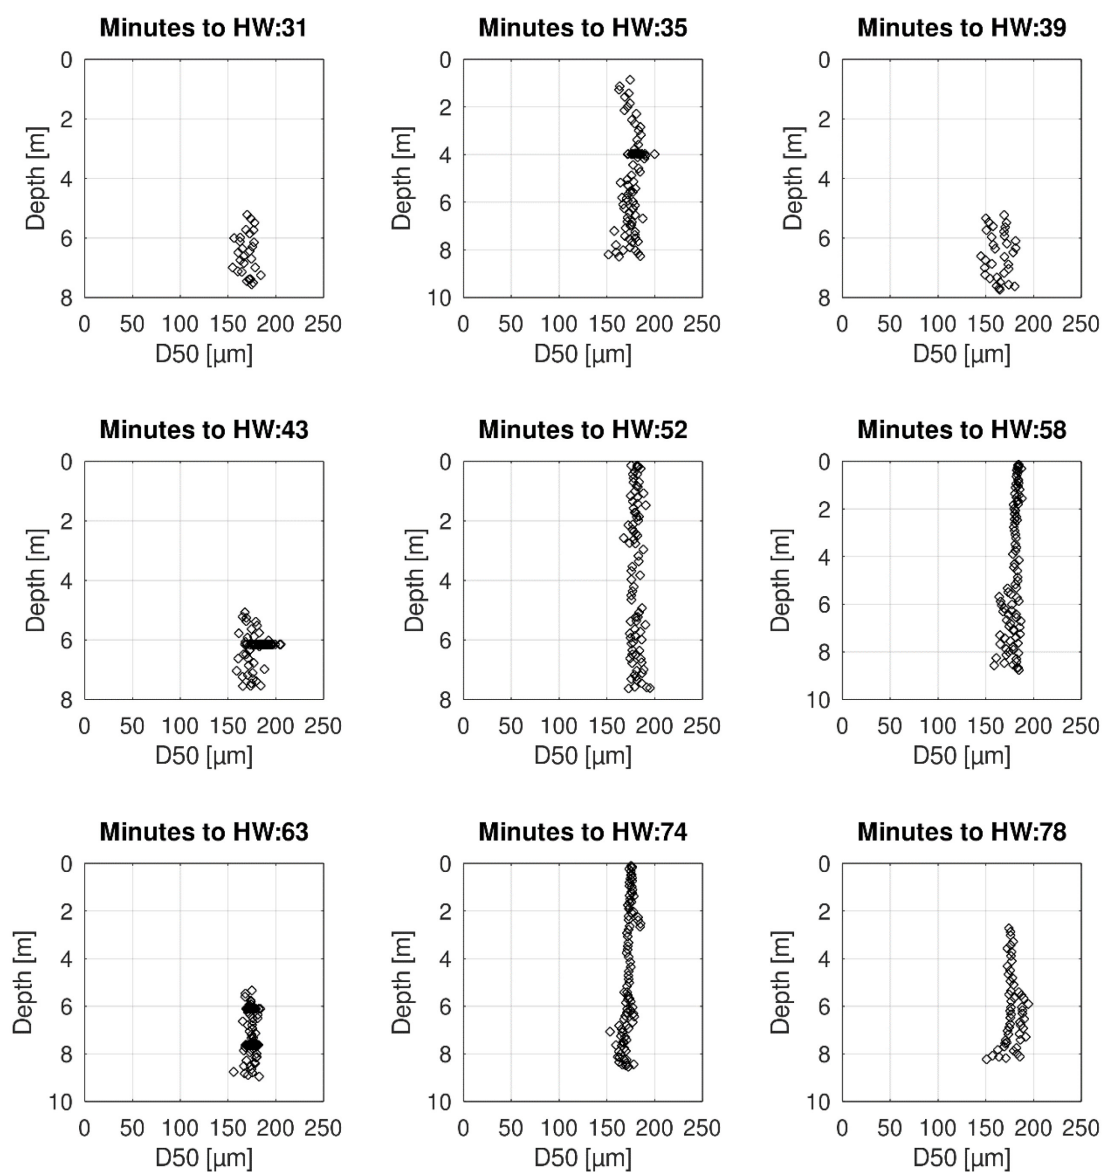 Minutes to HW:31 Minutes to HW:35 Minutes to HW:39
0 0 0
2 2 2
4 4 4
6 6 6
8 8
8 10 8
0 50 100 150 200 250 0 50 100 150 200 250 0 50 100 150 200 250
D50 [µm] D50 [µm] D50 [µm]
Depth [m] Depth [m] Depth [m]
Minutes to HW:43 Minutes to HW:52 Minutes to HW:58
0 0 0
2 2 2
4 4 4
6 6 6
8
8 8 10
0 50 100 150 200 250 0 50 100 150 200 250 0 50 100 150 200 250
D50 [µm] D50 [µm] D50 [µm]
Depth [m] Depth [m] Depth [m]
Minutes to HW:63 Minutes to HW:74 Minutes to HW:78
0 0 0
2 2 2
4 4 4
6 6 6
8 8 8
10 10 10
0 50 100 150 200 250 0 50 100 150 200 250 0 50 100 150 200 250
D50 [µm] D50 [µm] D50 [µm]
Depth [m] Depth [m] Depth [m]